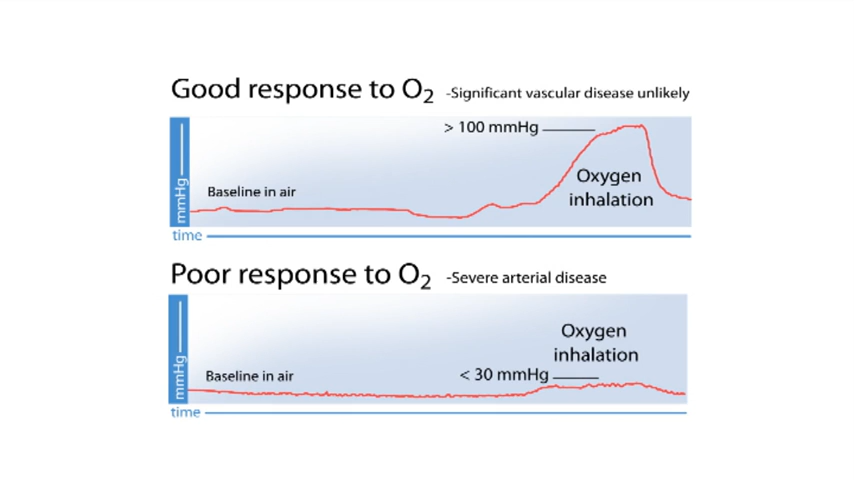 Good response to O2 -Significant vascular disease unlikely
> 100 mmHg
Oxygen
inhalation
Baseline in air
mmHg
time
Poor response to O2 -Severe arterial disease
Oxygen
inhalation
< 30 mmHg
Baseline in air
mmHg
time